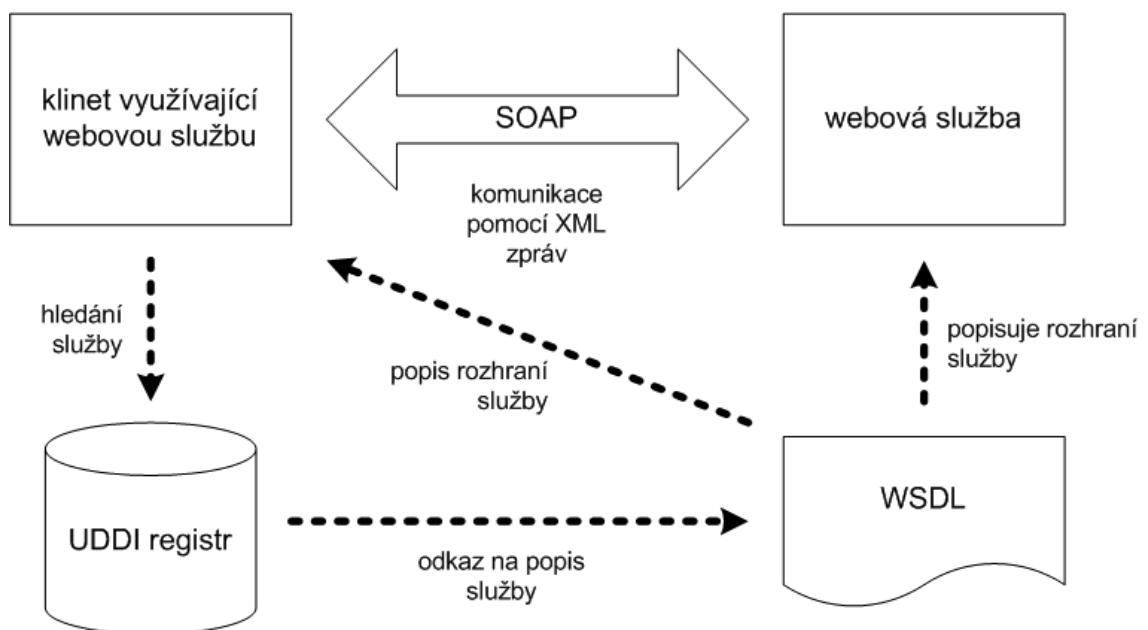 klinet využívající
webovou službu
SOAP
webová služba
komunikace
pomocí XML
zpráv
hledání
služby
popis rozhraní
služby
popisuje rozhraní
služby
UDDI registr
odkaz na popis
služby
WSDL